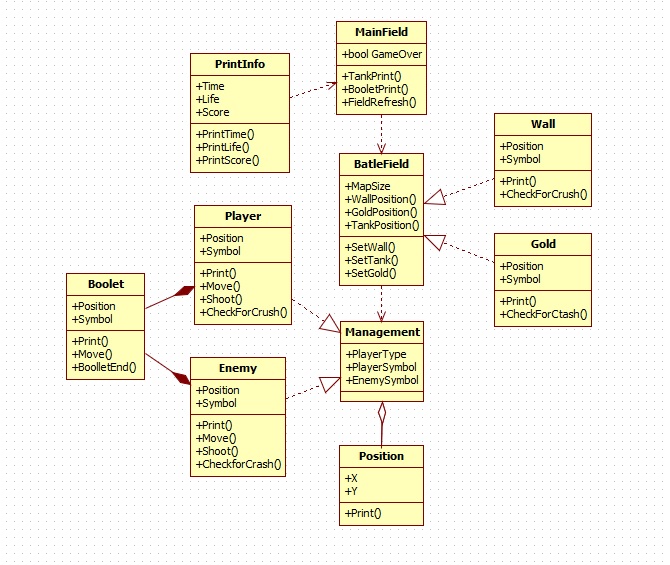 MainField
+bool GameOver
+TankPrint()
+BooletPrint()
+FieldRefresh()
PrintInfo
+Time
+Life
+Score
+PrintTime()
+PrintLife()
+PrintScore()
Wall
+Position
+Symbol
+Print()
+CheckForCrush()
BatleField
+MapSize
+WallPosition()
+GoldPosition()
+TankPosition()
+SetWall()
+SetTank()
+SetGold()
Player
+Position
+Symbol
+Print()
+Move()
+Shoot()
+CheckForCrush()
Gold
+Position
+Symbol
+Print()
+CheckForCtash()
Boolet
+Position
+Symbol
+Print()
+Move()
+BoolletEnd()
Management
+PlayerType
+PlayerSymbol
+EnemySymbol
Enemy
+Position
+Symbol
+Print()
+Move()
+Shoot()
+CheckforCrash()
Position
+X
+Y
+Print()